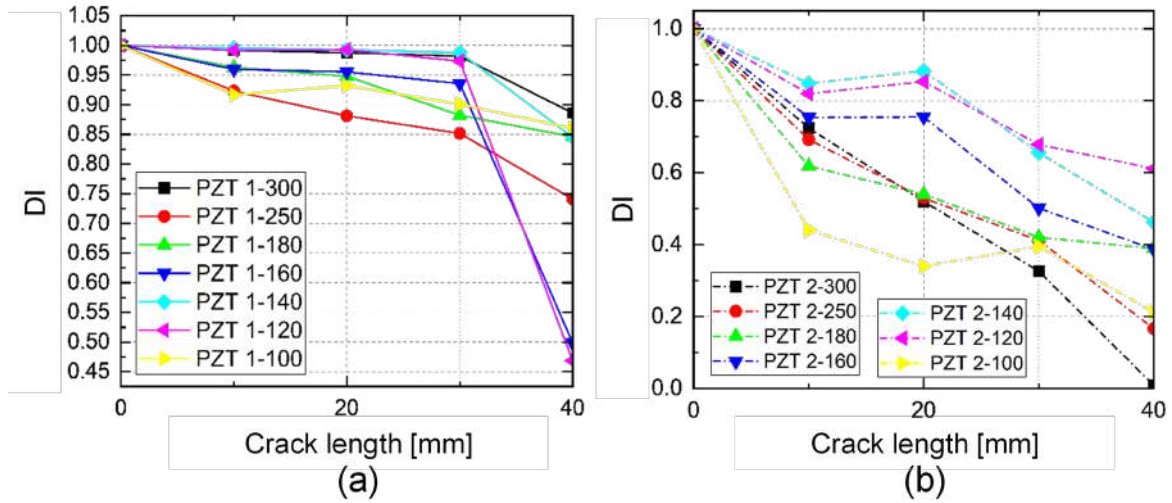 (a)
DI
1.05
1.00
0.95
0.90
0.85
0.80
0.75
0.70
0.65
0.60
0.55
0.50
0.45
PZT 1-300
PZT 1-250
PZT 1-180
PZT 1-160
PZT 1-140
PZT 1-120
PZT 1-100
0 20 40
Crack length [mm]
(b)
DI
1.0
0.8
0.6
0.4
0.2
0.0
PZT 2-300
PZT 2-250
PZT 2-180
PZT 2-160
PZT 2-140
PZT 2-120
PZT 2-100
0 10 20 30 40
Crack length [mm]